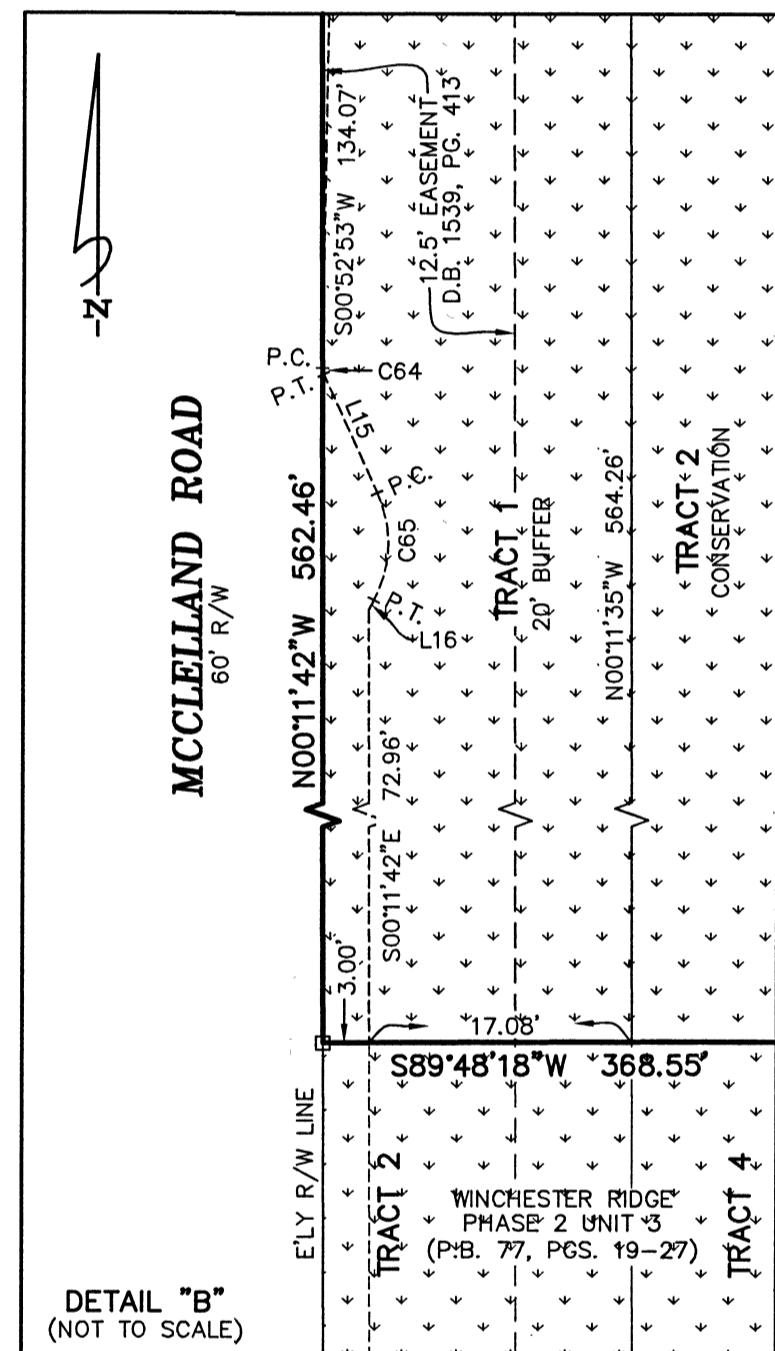 N
MCCLELLAND ROAD
60' R/W
S00°52'53"W 134.07'
12.5' EASEMENT
D.B. 1539, PG. 413
P.C.
P.T.
C64
L15
P.C.
C65
P.T.
L16
N00°11'42"W 562.46'
TRACT 1
20' BUFFER
N00°11'35"W 564.26'
TRACT 2
CONSERVATION
S00°11'42"E 72.96'
3.00'
17.08'
S89°48'18"W 368.55'
E'LY R/W LINE
TRACT 2
WINCHESTER RIDGE
PHASE 2 UNIT 3
(P.B. 77, PGS. 19-27)
TRACT 4
DETAIL "B"
(NOT TO SCALE)